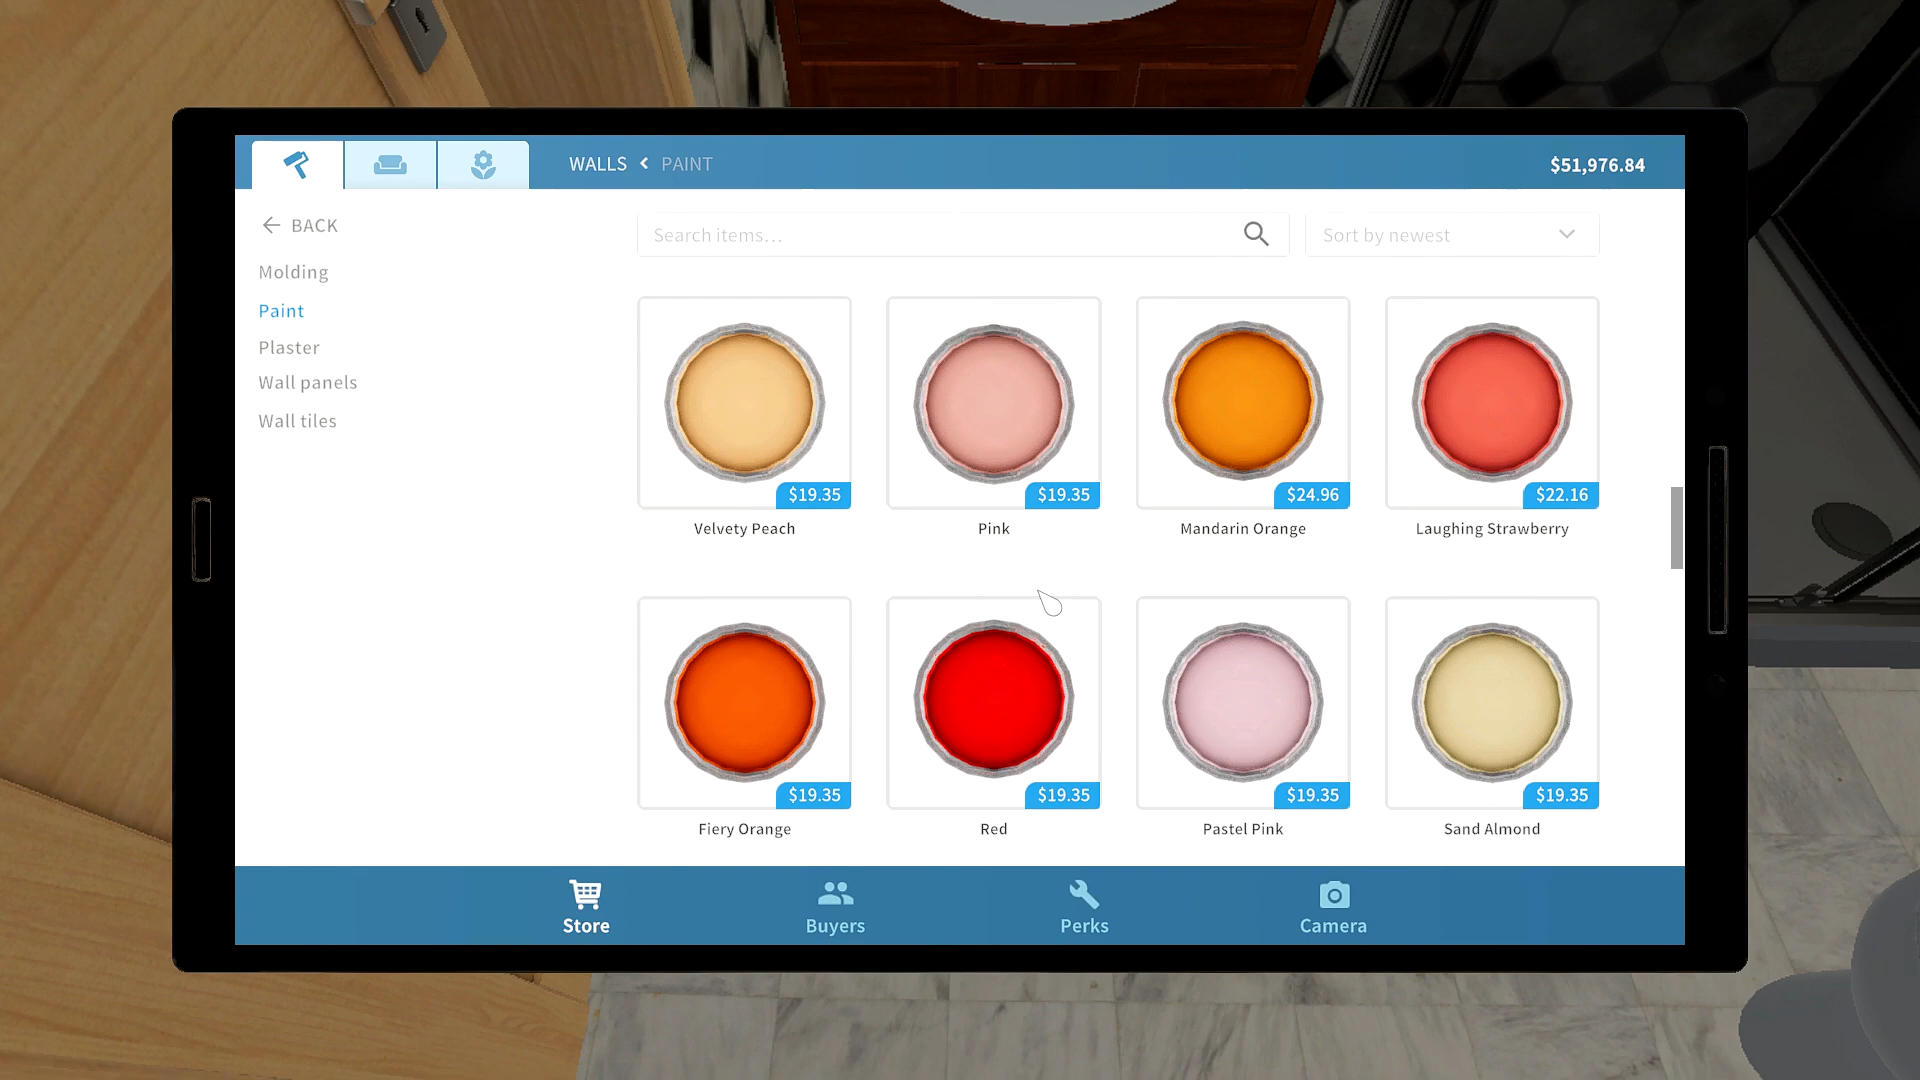 WALLS < PAINT
$51,976.84
BACK
Search items...
Sort by newest
Molding
Paint
Plaster
Wall panels
Wall tiles
$19.35
$19.35
$24.96
$22.16
Velvety Peach
Pink
Mandarin Orange
Laughing Strawberry
$19.35
$19.35
$19.35
$19.35
Fiery Orange
Red
Pastel Pink
Sand Almond
Store
Buyers
Perks
Camera